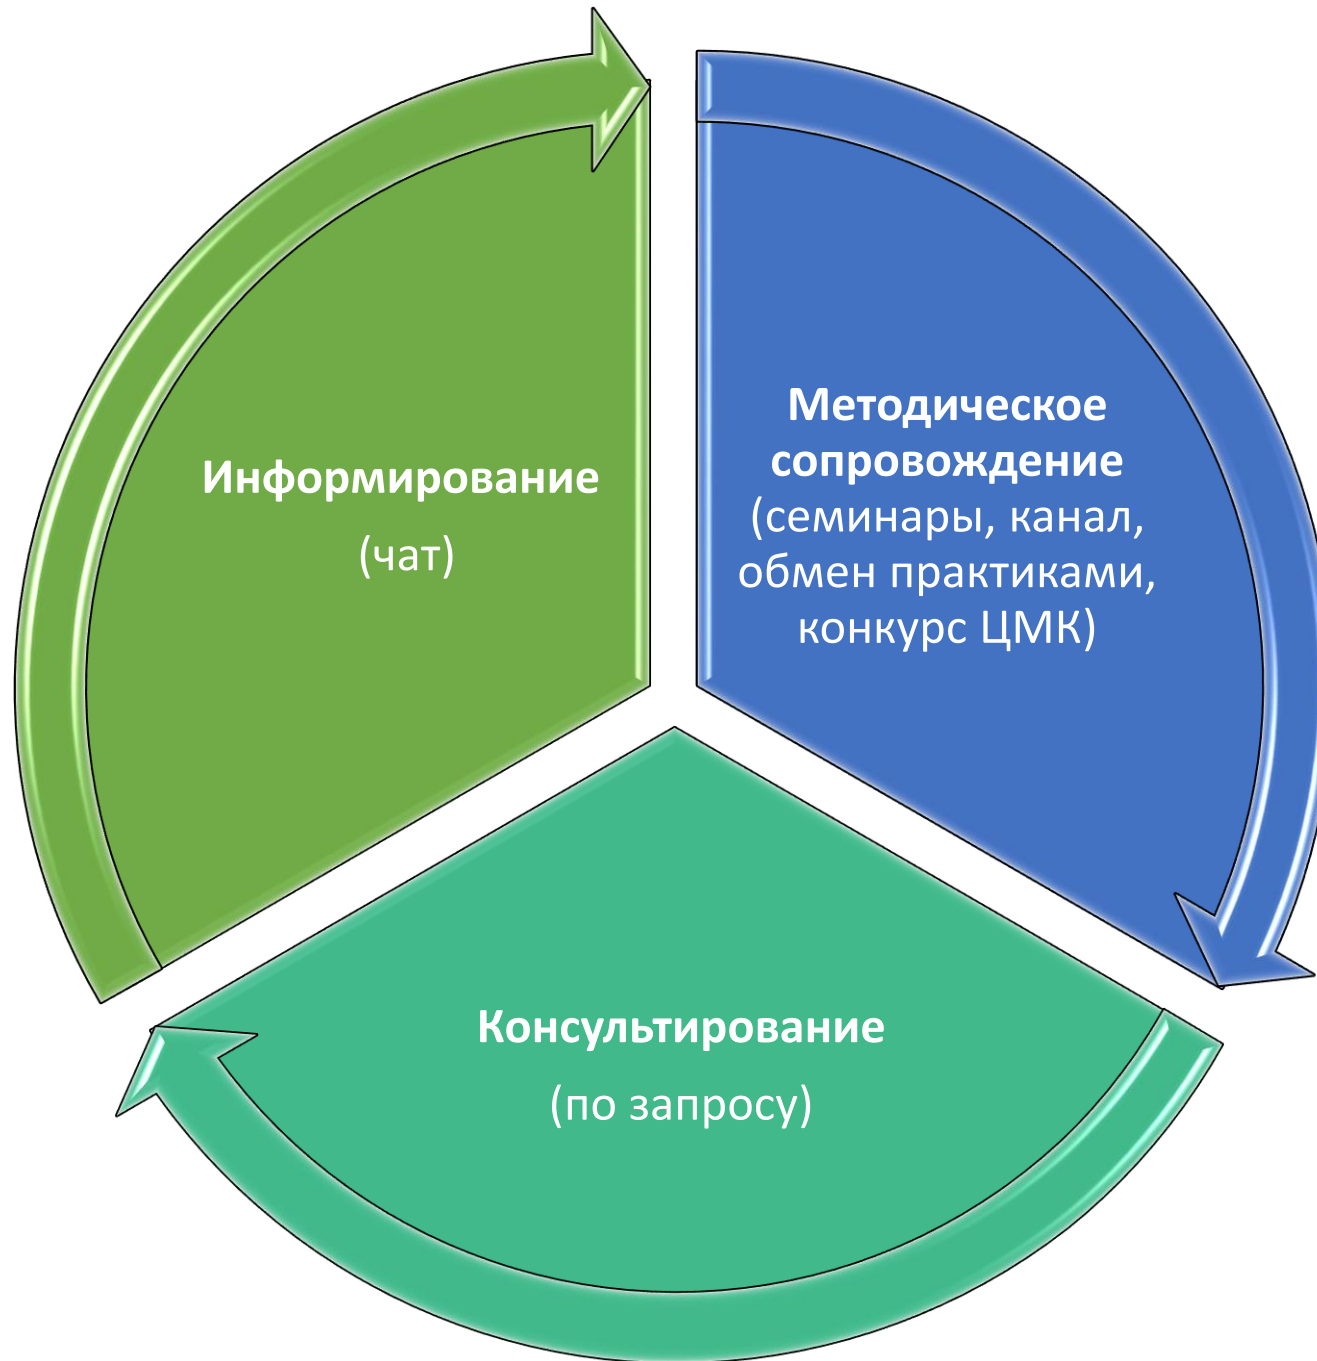 Информирование
(чат)
Методическое
сопровождение
(семинары, канал,
обмен практиками,
конкурс ЦМК)
Консультирование
(по запросу)